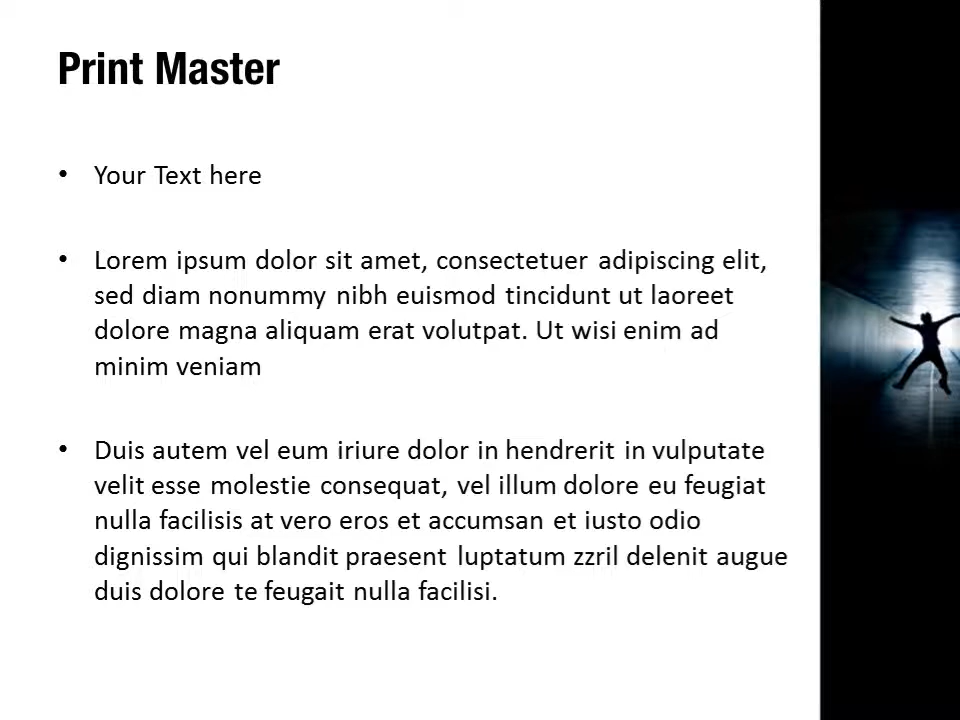 Print Master
• Your Text here
• Lorem ipsum dolor sit amet, consectetuer adipiscing elit,
sed diam nonummy nibh euismod tincidunt ut laoreet
dolore magna aliquam erat volutpat. Ut wisi enim ad
minim veniam
• Duis autem vel eum iriure dolor in hendrerit in vulputate
velit esse molestie consequat, vel illum dolore eu feugiat
nulla facilisis at vero eros et accumsan et iusto odio
dignissim qui blandit praesent luptatum zzril delenit augue
duis dolore te feugait nulla facilisi.